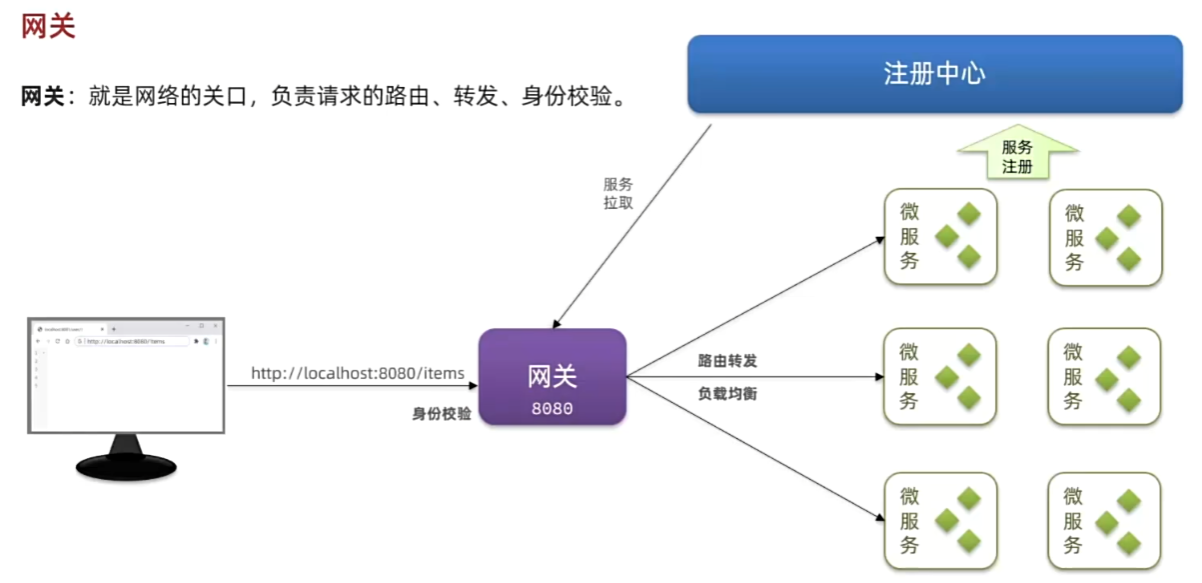 网关
网关：就是网络的关口，负责请求的路由、转发、身份校验。
注册中心
服务
注册
服务
拉取
微
服
务
微
服
务
http://localhost:8080/items
http://localhost:8080/items
身份校验
网关
8080
路由转发
负载均衡
微
服
务
微
服
务
微
服
务
微
服
务